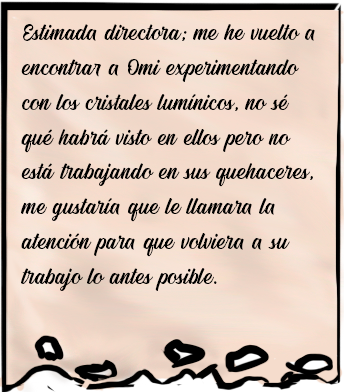 Estimada directora; me he vuelto a
encontrar a Omi experimentando
con los cristales lumínicos, no sé
qué habrá visto en ellos pero no
está trabajando en sus quehaceres,
me gustaría que le llamara la
atención para que volviera a su
trabajo lo antes posible.